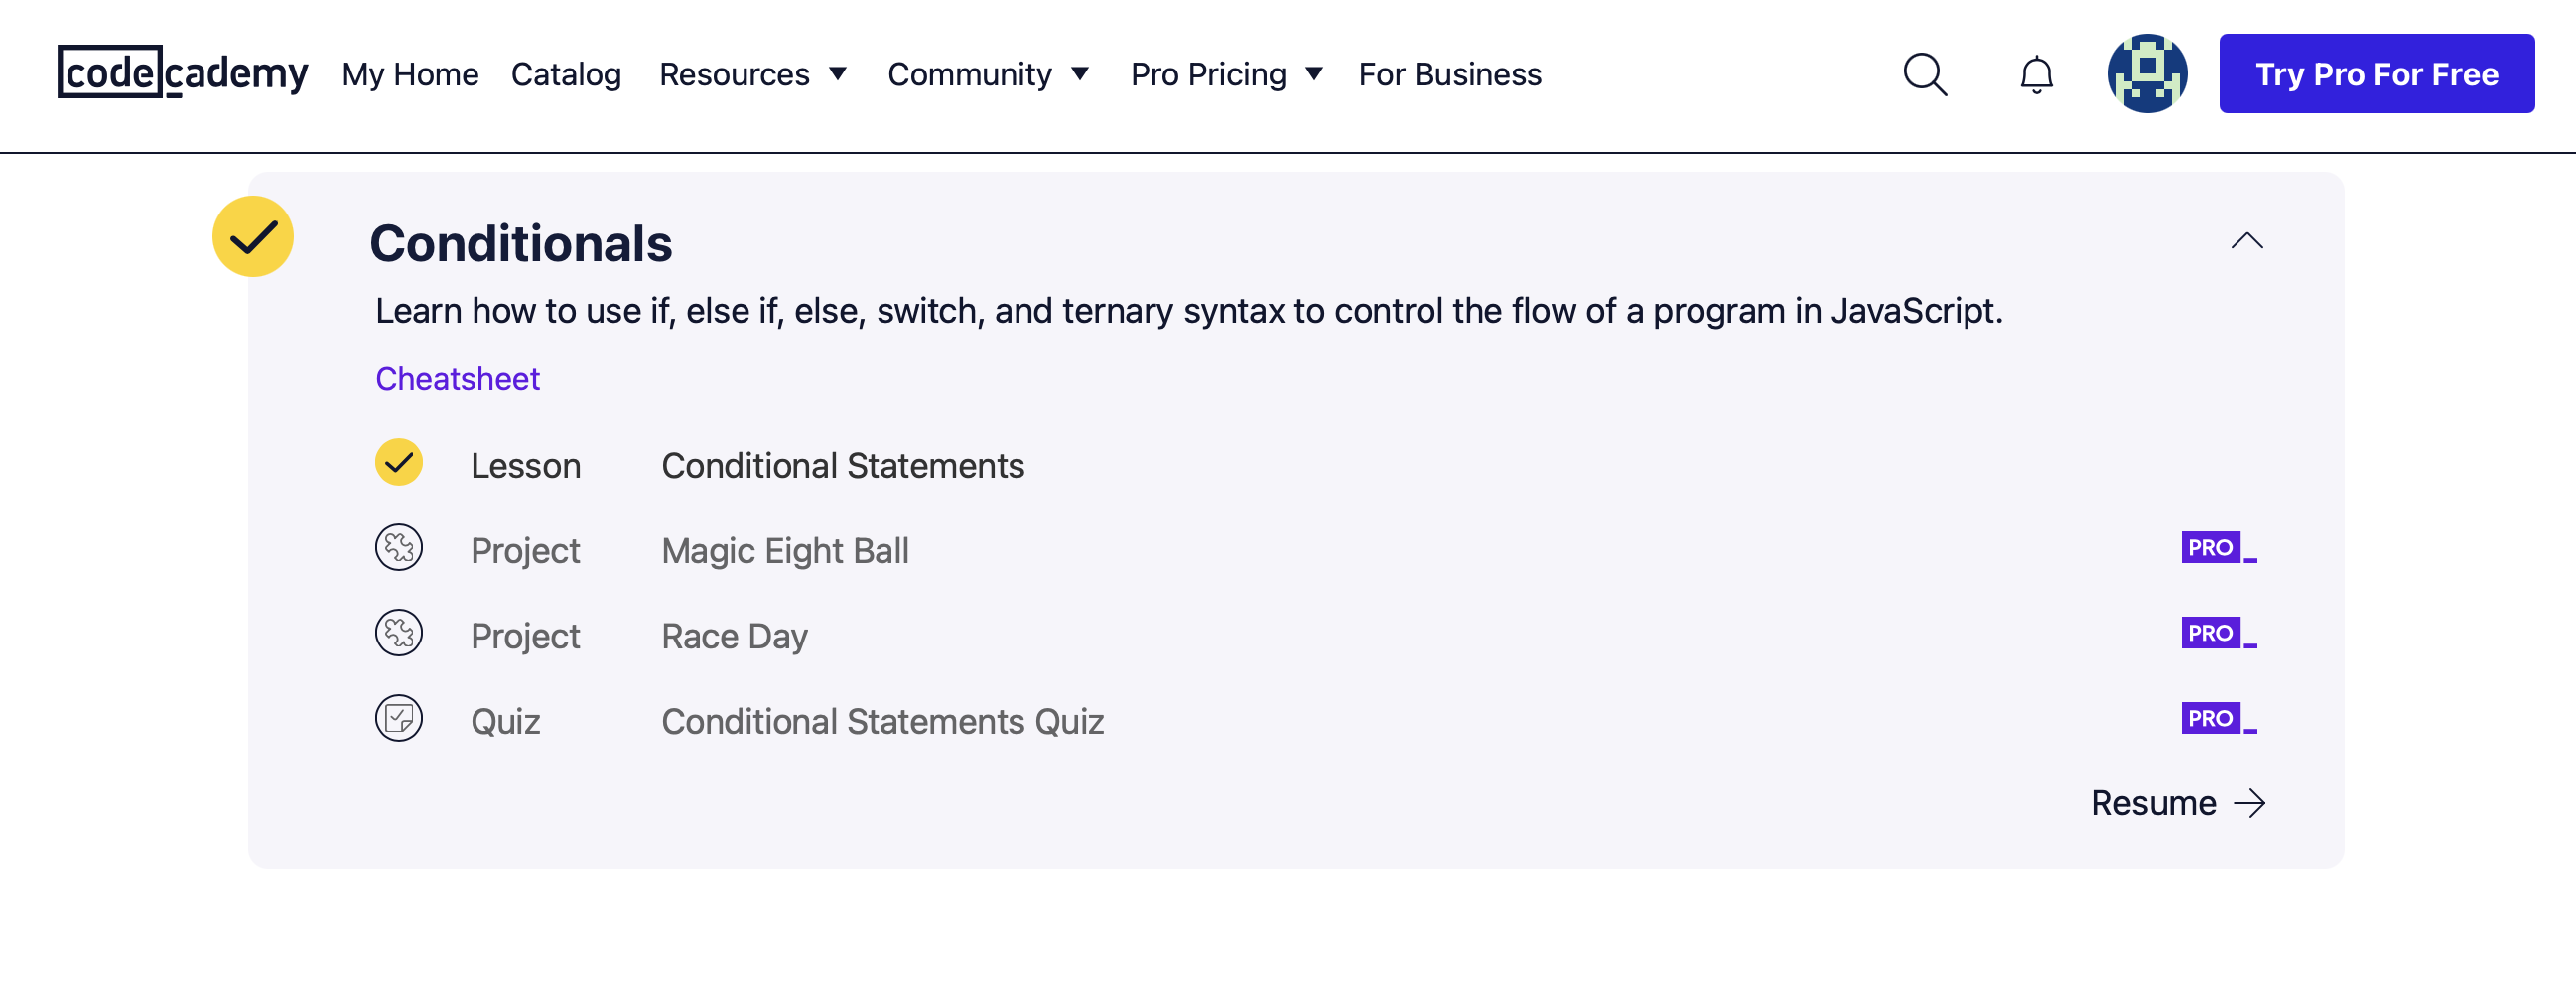 codecademy My Home Catalog Resources Community Pro Pricing For Business Try Pro For Free
Conditionals
Learn how to use if, else if, else, switch, and ternary syntax to control the flow of a program in JavaScript.
Cheatsheet
Lesson Conditional Statements
Project Magic Eight Ball PRO
Project Race Day PRO
Quiz Conditional Statements Quiz PRO
Resume